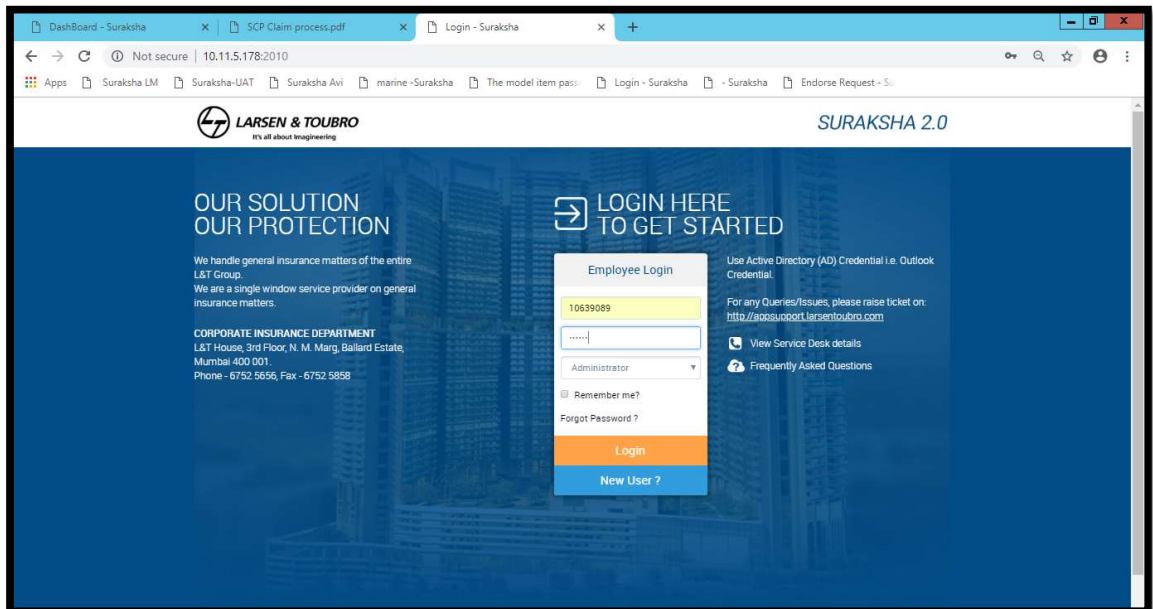 DashBoard - Suraksha
SCP Claim process.pdf
Login - Suraksha
Not secure | 10.11.5.178:2010
Apps
Suraksha LM
Suraksha-UAT
Suraksha Avi
marine -Suraksha
The model item pass
Login - Suraksha
- Suraksha
Endorse Request - Su
LARSEN & TOUBRO
It's all about Imagineering
SURAKSHA 2.0
OUR SOLUTION
OUR PROTECTION
We handle general insurance matters of the entire
L&T Group.
We are a single window service provider on general
insurance matters.
CORPORATE INSURANCE DEPARTMENT
L&T House, 3rd Floor, N. M. Marg, Ballard Estate,
Mumbai 400 001.
Phone - 6752 5656, Fax - 6752 5858
LOGIN HERE
TO GET STARTED
Employee Login
10639089
······
Administrator
Remember me?
Forgot Password ?
Login
New User ?
Use Active Directory (AD) Credential i.e. Outlook
Credential.
For any Queries/Issues, please raise ticket on:
http://appsupport.larsentoubro.com
View Service Desk details
Frequently Asked Questions